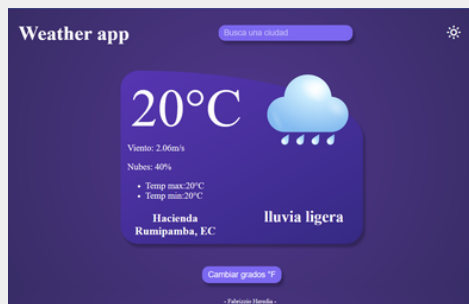 Weather app
Busca una ciudad
20°C
Viento: 2.06m/s
Nubes: 40%
Temp max:20°C
Temp min:20°C
Hacienda
Rumipamba, EC
lluvia ligera
Cambiar grados °F
- Fabrizzio Heredia -